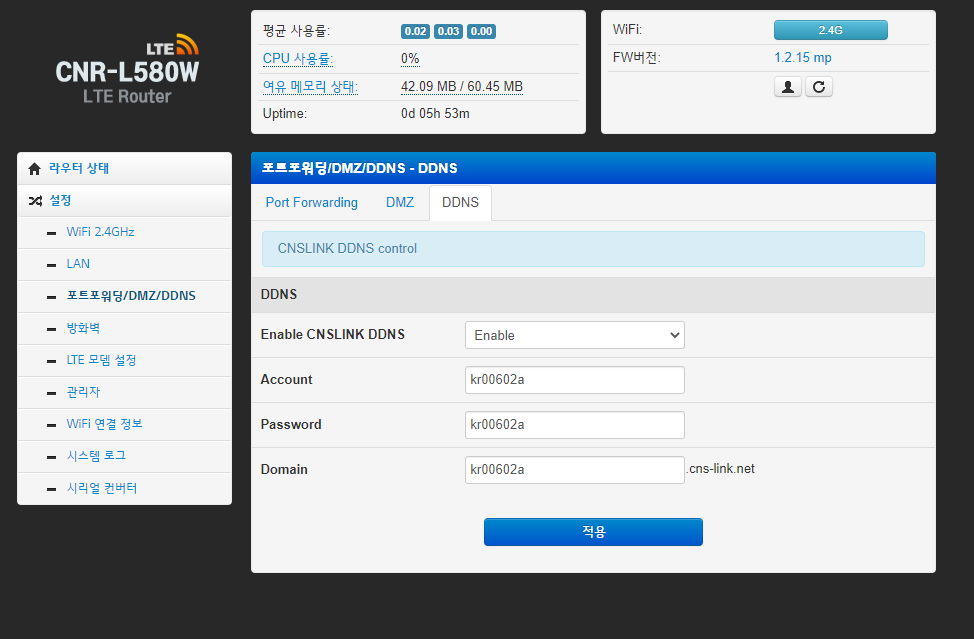 LTE
CNR-L580W
LTE Router
평균 사용률: 0.02 0.03 0.00
CPU 사용률: 0%
여유 메모리 상태: 42.09 MB / 60.45 MB
Uptime: 0d 05h 53m
WiFi: 2.4G
FW버전: 1.2.15 mp
라우터 상태
설정
WiFi 2.4GHz
LAN
포트포워딩/DMZ/DDNS
방화벽
LTE 모뎀 설정
관리자
WiFi 연결 정보
시스템 로그
시리얼 컨버터
포트포워딩/DMZ/DDNS - DDNS
Port Forwarding DMZ DDNS
CNSLINK DDNS control
DDNS
Enable CNSLINK DDNS Enable
Account kr00602a
Password kr00602a
Domain kr00602a .cns-link.net
적용